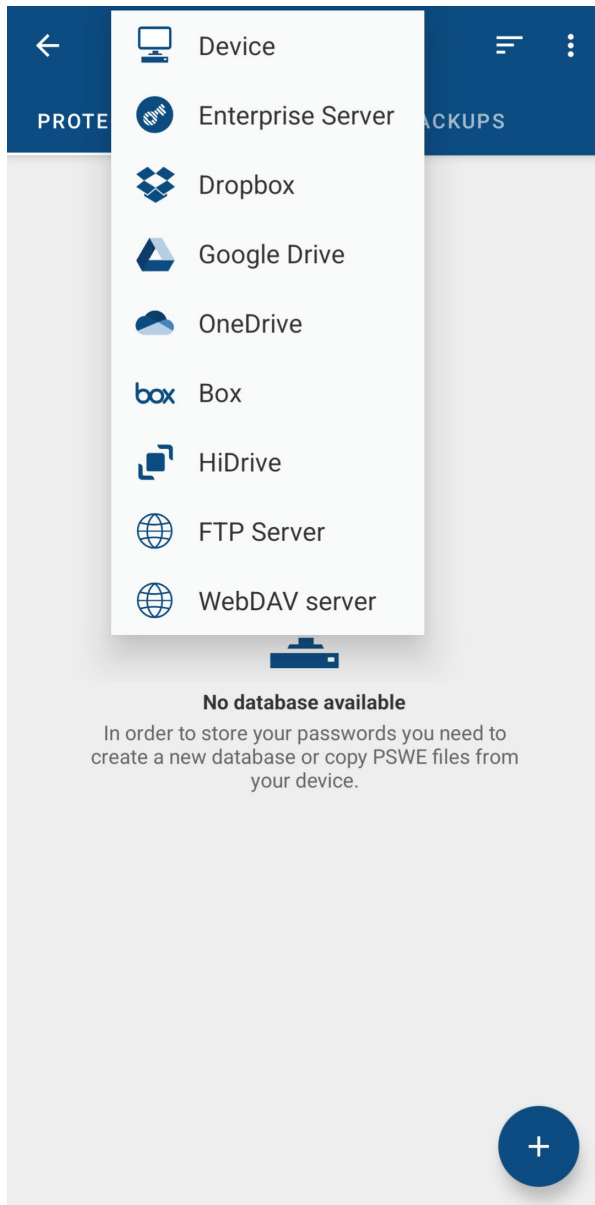 Device
PROTE
Enterprise Server
ACKUPS
Dropbox
Google Drive
OneDrive
box Box
HiDrive
FTP Server
WebDAV server
No database available
In order to store your passwords you need to
create a new database or copy PSWE files from
your device.